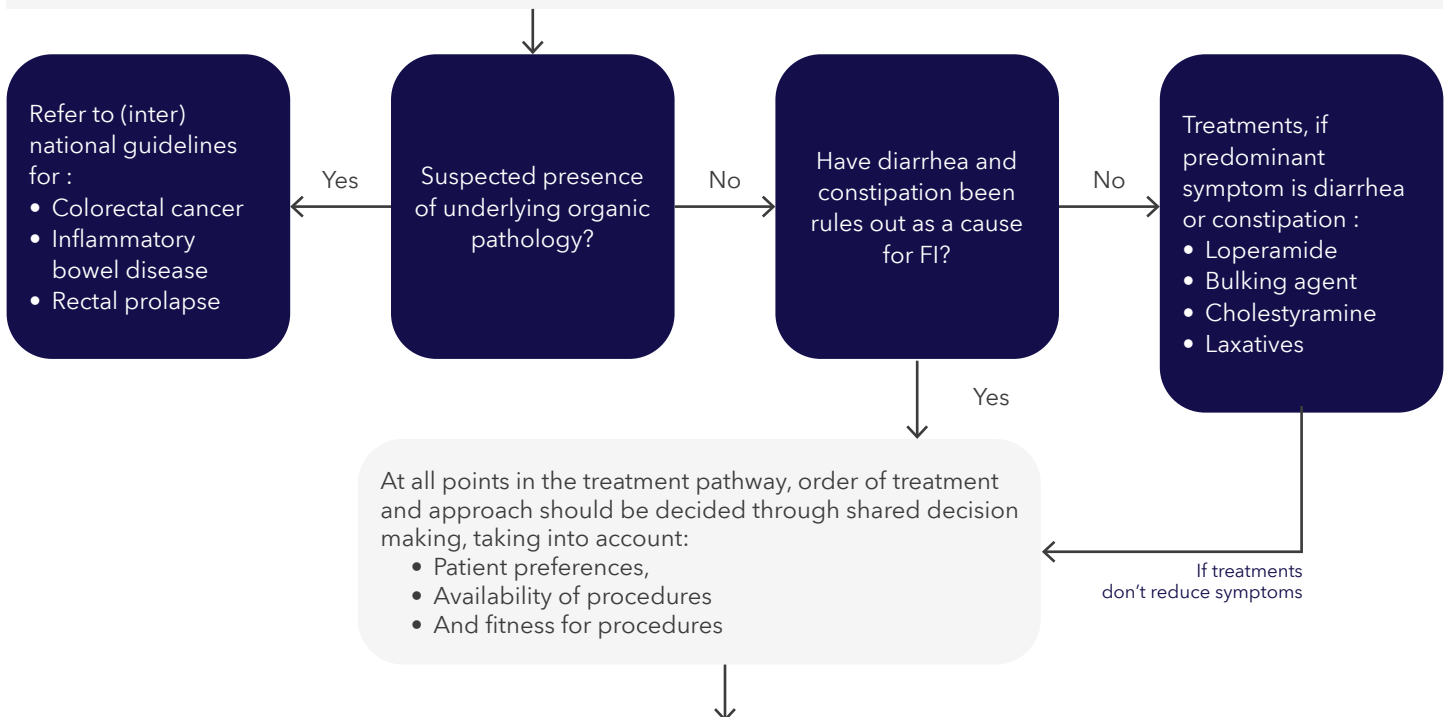 Refer to (inter)
national guidelines
for :
• Colorectal cancer
• Inflammatory
bowel disease
• Rectal prolapse
Yes
Suspected presence
of underlying organic
pathology?
No
Have diarrhea and
constipation been
rules out as a cause
for FI?
No
Treatments, if
predominant
symptom is diarrhea
or constipation :
• Loperamide
• Bulking agent
• Cholestyramine
• Laxatives
Yes
At all points in the treatment pathway, order of treatment
and approach should be decided through shared decision
making, taking into account:
• Patient preferences,
• Availability of procedures
• And fitness for procedures
If treatments
don't reduce symptoms